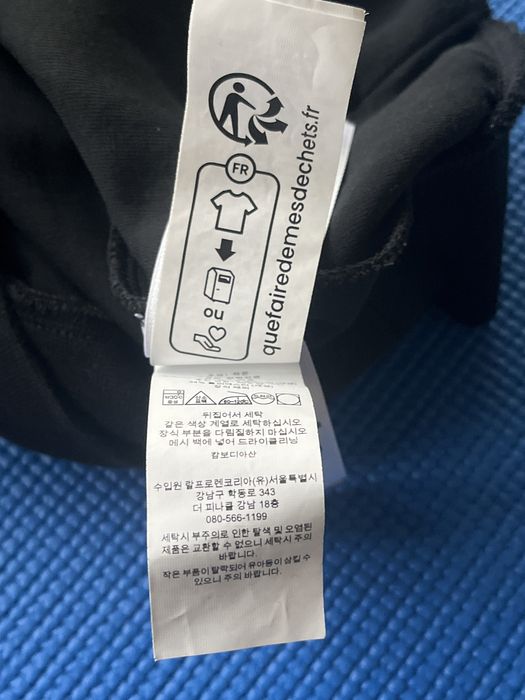 FR
OU
quefairedemesdechets.fr
80-120℃
뒤집어서 세탁
같은 색상 계열로 세탁하십시오
장식 부분을 다림질하지 마십시오
메시 백에 넣어 드라이클리닝
캄보디아산
수입원 랄프로렌코리아(유)서울특별시
강남구 학동로 343
더 피나클 강남 18층
080-566-1199
세탁시 부주의로 인한 탈색 및 오염된
제품은 교환할 수 없으니 세탁시 주의
바랍니다.
작은 부품이 탈락되어 유아등이 삼킬 수
있으니 주의 바랍니다.